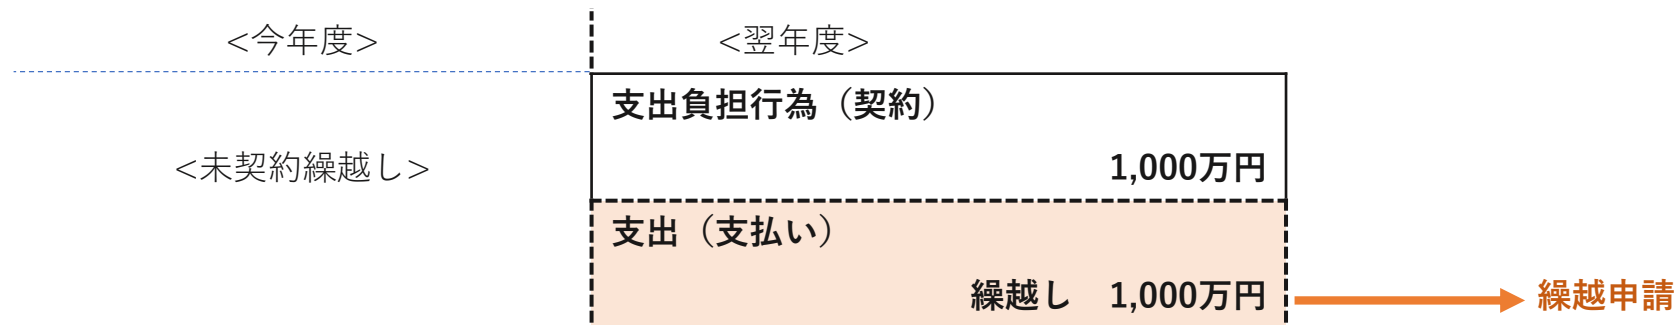 <今年度>
<翌年度>
支出負担行為（契約）
<未契約繰越し>
1,000万円
支出（支払い）
繰越し　1,000万円
繰越申請